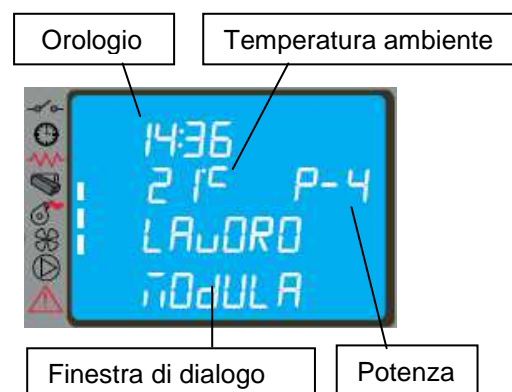 Orologio
Temperatura ambiente
14:36
21°C P-4
LAVORO
MODULA
Finestra di dialogo
Potenza